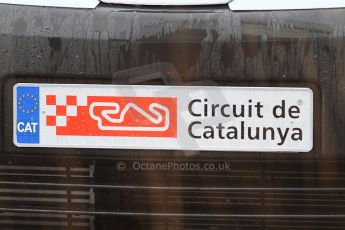 CAT
Circuit de®
Catalunya
© OctanePhotos.co.uk